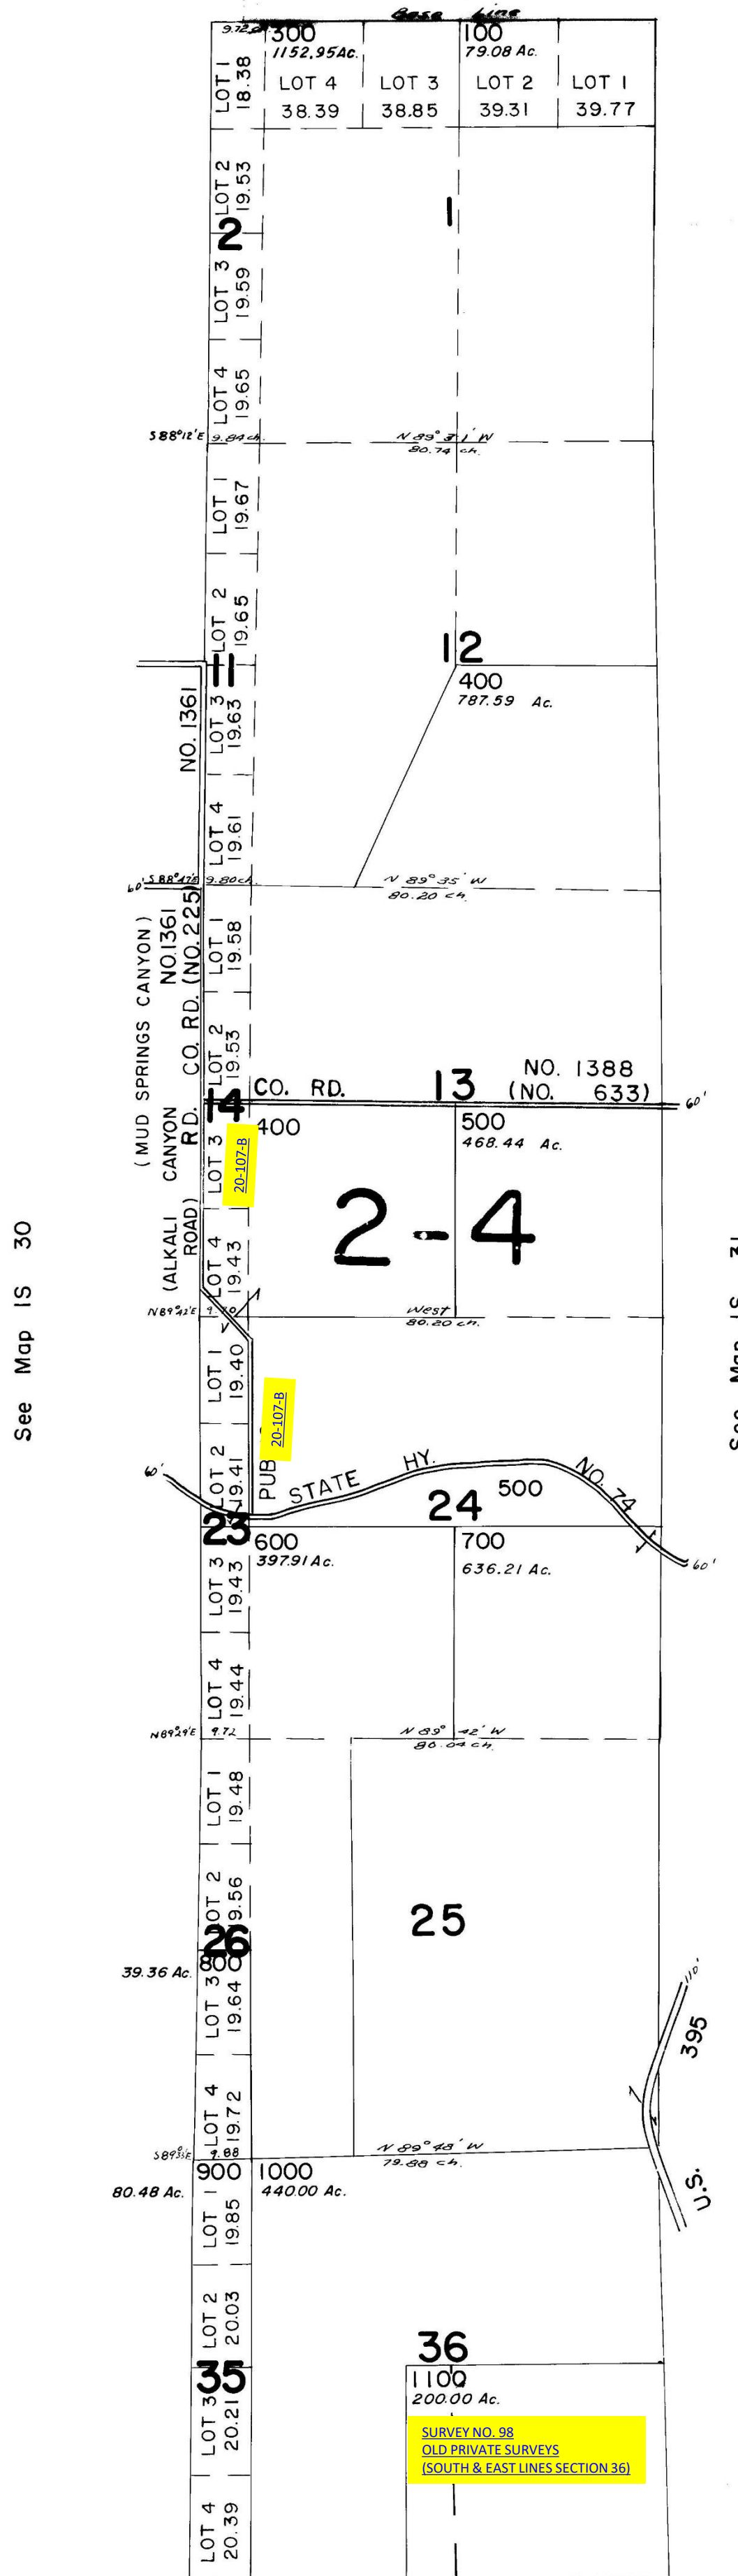 Base Line
9.72 ch.
300
1152.95 Ac.
100
79.08 Ac.
LOT 1
18.38
LOT 4
38.39
LOT 3
38.85
LOT 2
39.31
LOT 1
39.77
LOT 2
19.53
2
1
LOT 3
19.59
LOT 4
19.65
S88°12'E
9.84 ch.
N 89° 31' W
80.74 ch.
LOT 1
19.67
LOT 2
19.65
11
12
400
787.59 Ac.
NO. 1361
LOT 3
19.63
LOT 4
19.61
60'
S88°47'E
9.80 ch.
N 89° 35' W
80.20 ch.
(MUD SPRINGS CANYON)
NO.1361
CO. RD. (NO. 225)
LOT 1
19.58
LOT 2
19.53
14
CO. RD.
13
NO. 1388
(NO. 633)
60'
400
500
468.44 Ac.
(ALKALI CANYON RD.
ROAD)
LOT 3
20-107-B
2-4
LOT 4
19.43
See Map 1S 30
N89°42'E
West
80.20 ch.
LOT 1
19.40
20-107-B
LOT 2
19.41
PUB
60'
STATE HY. NO. 74
60'
23
24
500
600
397.91 Ac.
700
636.21 Ac.
LOT 3
19.43
LOT 4
19.44
N89°29'E
9.72
N 89° 42' W
80.04 ch.
LOT 1
19.48
LOT 2
19.56
26
25
800
39.36 Ac.
LOT 3
19.64
110'
U.S. 395
LOT 4
19.72
9.88
N 89° 48' W
79.88 ch.
900
80.48 Ac.
1000
440.00 Ac.
LOT 1
19.85
LOT 2
20.03
35
36
1100
200.00 Ac.
LOT 3
20.21
SURVEY NO. 98
OLD PRIVATE SURVEYS
(SOUTH & EAST LINES SECTION 36)
LOT 4
20.39